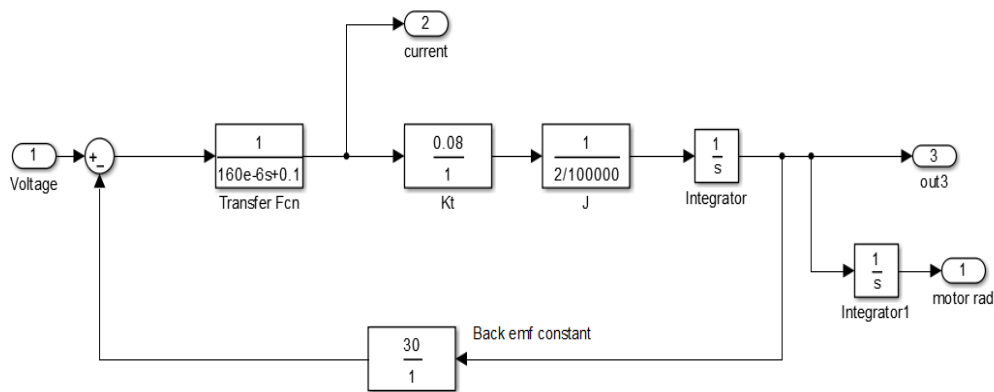 2
current
1
Voltage
+
−
1
160e-6s+0.1
Transfer Fcn
0.08
1
Kt
1
2/100000
J
1
s
Integrator
3
out3
1
s
Integrator1
1
motor rad
30
1
Back emf constant